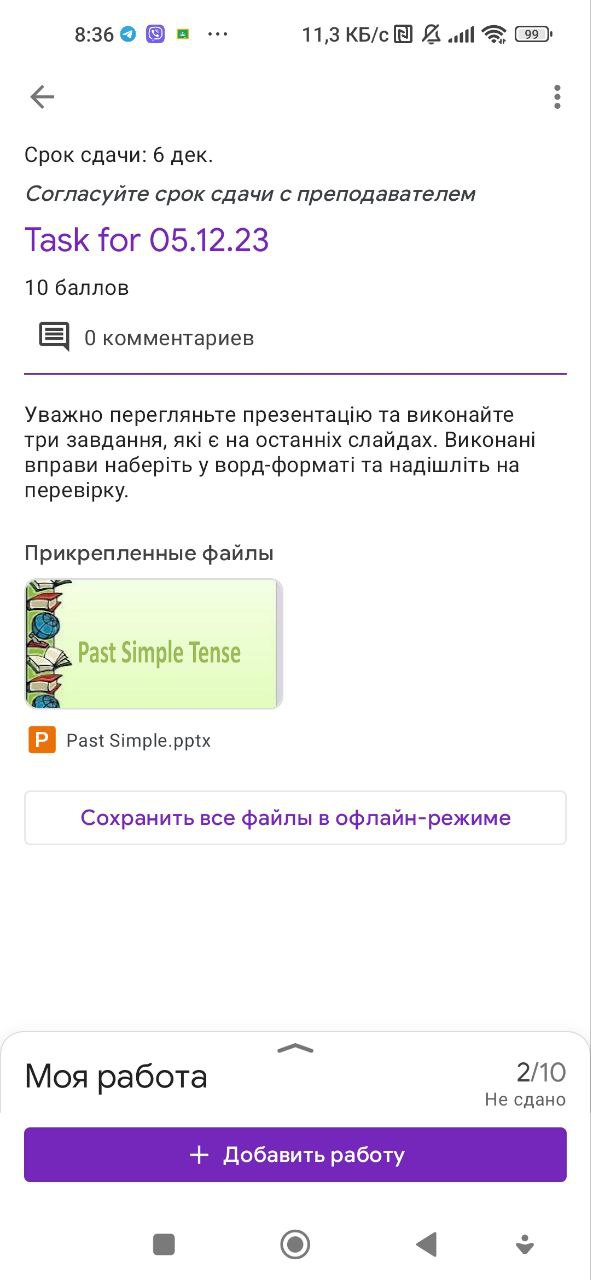 8:36 ... 11,3 КБ/с 99
Срок сдачи: 6 дек.
Согласуйте срок сдачи с преподавателем
Task for 05.12.23
10 баллов
0 комментариев
Уважно перегляньте презентацію та виконайте
три завдання, які є на останніх слайдах. Виконані
вправи наберіть у ворд-форматі та надішліть на
перевірку.
Прикрепленные файлы
Past Simple Tense
P Past Simple.pptx
Сохранить все файлы в офлайн-режиме
Моя работа 2/10
Не сдано
+ Добавить работу